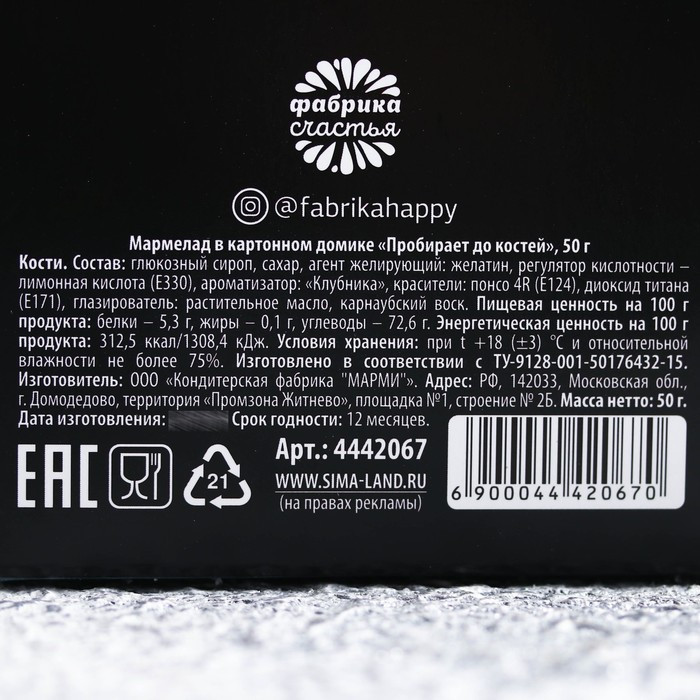 фабрика
счастья
@fabrikahappy
Мармелад в картонном домике «Пробирает до костей», 50 г
Кости. Состав: глюкозный сироп, сахар, агент желирующий: желатин, регулятор кислотности –
лимонная кислота (Е330), ароматизатор: «Клубника», красители: понсо 4R (Е124), диоксид титана
(Е171), глазирователь: растительное масло, карнаубский воск. Пищевая ценность на 100 г
продукта: белки – 5,3 г, жиры – 0,1 г, углеводы – 72,6 г. Энергетическая ценность на 100 г
продукта: 312,5 ккал/1308,4 кДж. Условия хранения: при t +18 (±3) °С и относительной
влажности не более 75%. Изготовлено в соответствии с ТУ-9128-001-50176432-15.
Изготовитель: ООО «Кондитерская фабрика "МАРМИ"». Адрес: РФ, 142033, Московская обл.,
г. Домодедово, территория «Промзона Житнево», площадка №1, строение № 2Б. Масса нетто: 50 г.
Дата изготовления: Срок годности: 12 месяцев.
EAC
21
Арт.: 4442067
WWW.SIMA-LAND.RU
(на правах рекламы)
6 900044 420670